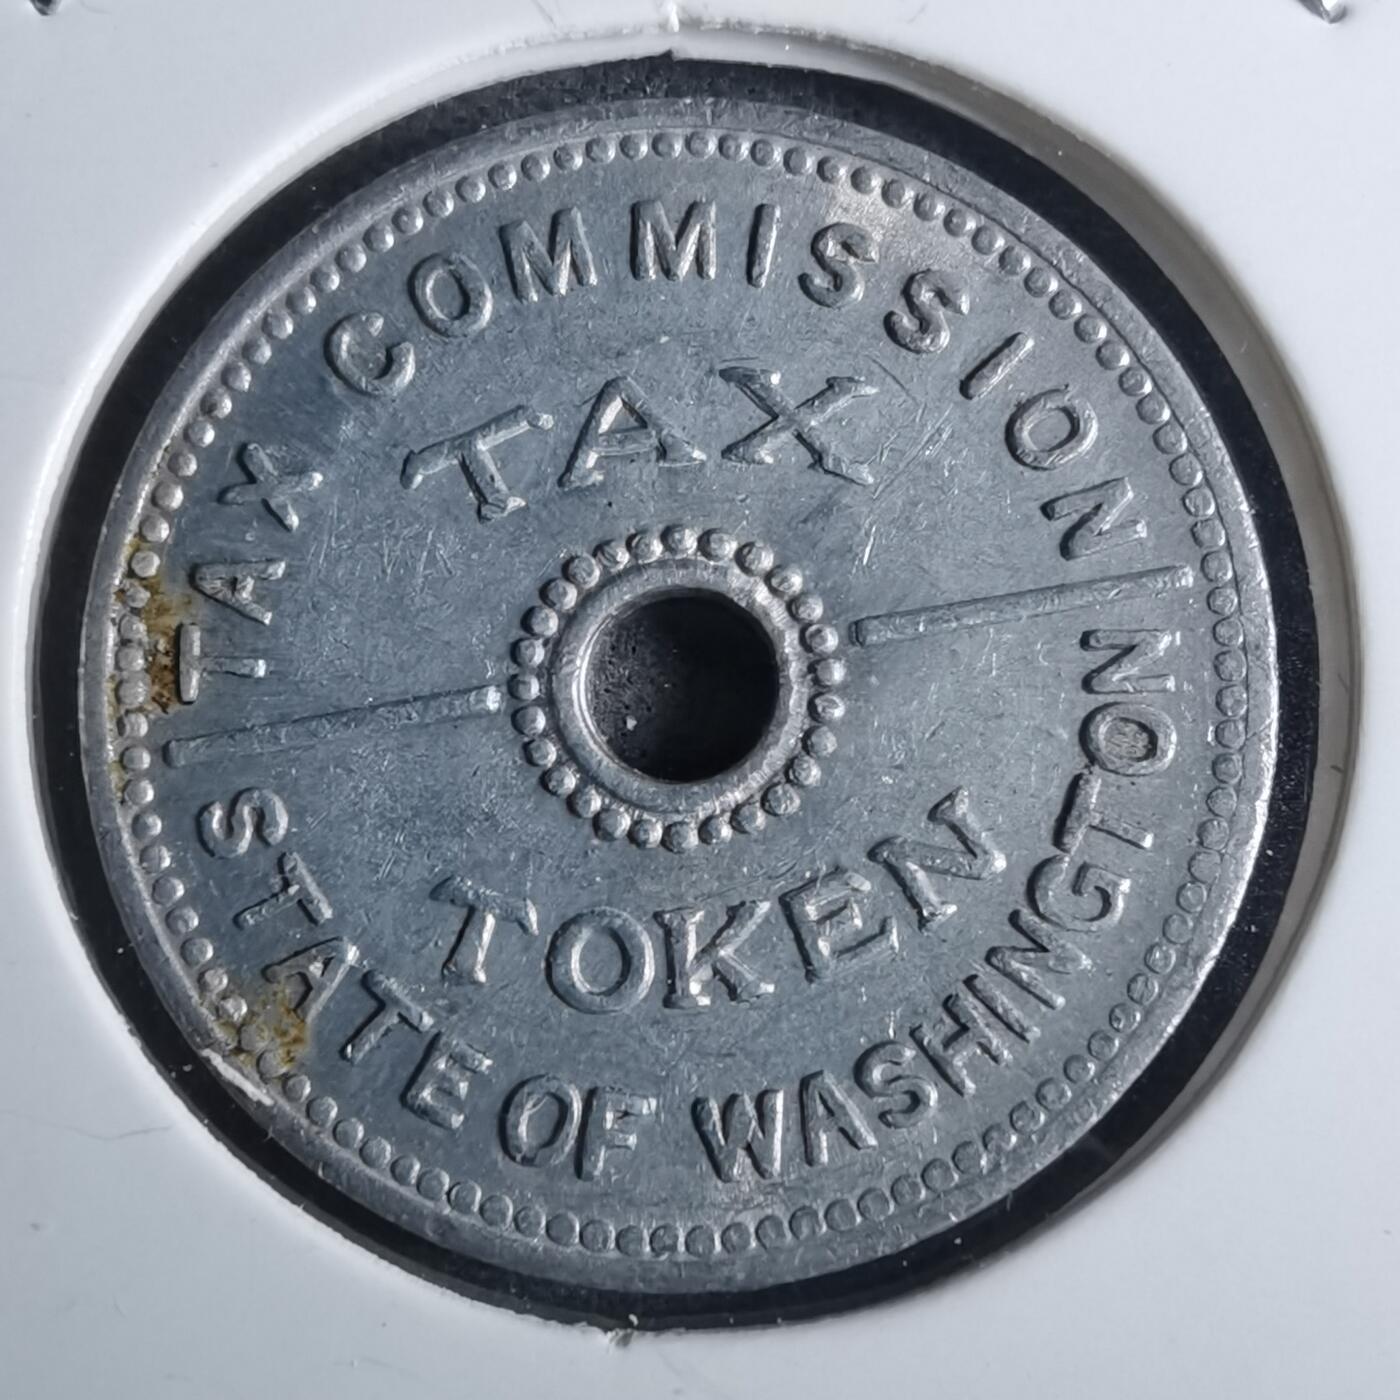 TAX COMMISSION
TAX
TOKEN
STATE OF WASHINGTON